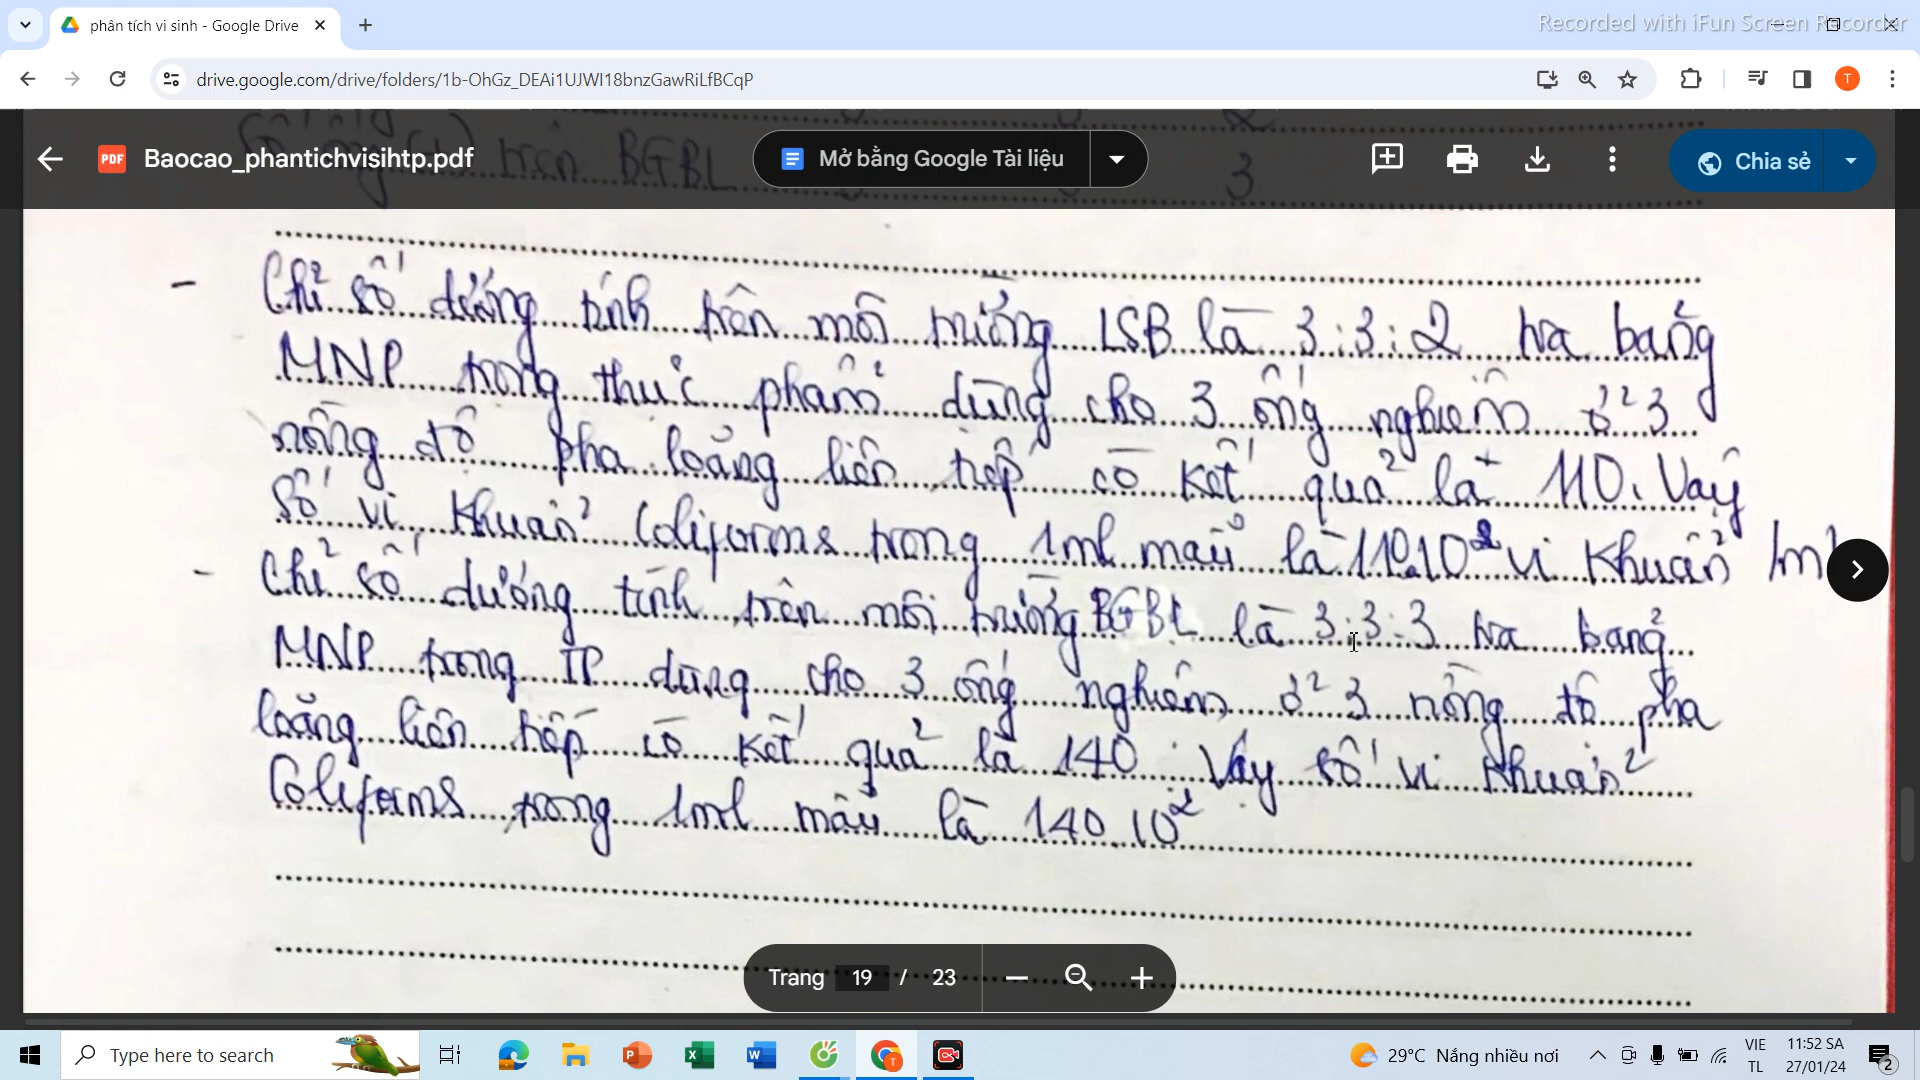 phân tích vi sinh - Google Drive
Recorded with iFun Screen Recorder
drive.google.com/drive/folders/1b-OhGz_DEAi1UJWI18bnzGawRiLfBCqP
T
trên BGBL 3
PDF Baocao_phantichvisihtp.pdf
Mở bằng Google Tài liệu
Chia sẻ
- Chỉ số dương tính trên môi trường LSB là 3:3:2 tra bảng
MNP trong thực phẩm dùng cho 3 ống nghiệm ở 3
nồng độ pha loãng liên tiếp có kết quả là 110. Vậy
số vi khuẩn Coliforms trong 1ml mẫu là 110.10² vi khuẩn /ml
- Chỉ số dương tính trên môi trường BGBL là 3:3:3 tra bảng
MNP trong TP dùng cho 3 ống nghiệm ở 3 nồng độ pha
loãng liên tiếp có kết quả là 140. Vậy số vi khuẩn
Coliforms trong 1ml mẫu là 140.10²
Trang 19 / 23
Type here to search
29°C Nắng nhiều nơi
VIE
TL
11:52 SA
27/01/24
2